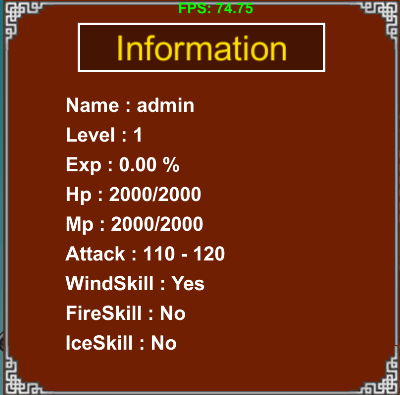 FPS: 74.75
Information
Name : admin
Level : 1
Exp : 0.00 %
Hp : 2000/2000
Mp : 2000/2000
Attack : 110 - 120
WindSkill : Yes
FireSkill : No
IceSkill : No